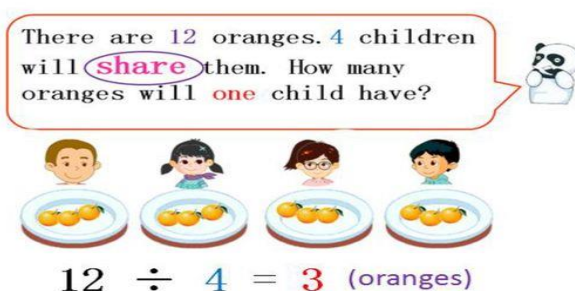 There are 12 oranges. 4 children
will share them. How many
oranges will one child have?
12 ÷ 4 = 3 (oranges)